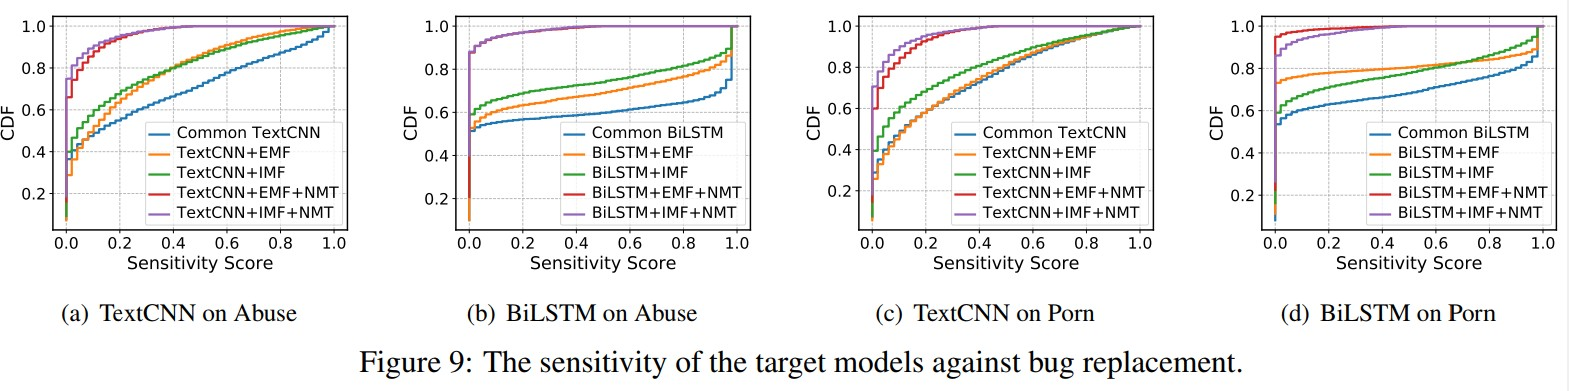 CDF
1.0
0.8
0.6
0.4
0.2
0.0 0.2 0.4 0.6 0.8 1.0
Sensitivity Score
Common TextCNN
TextCNN+EMF
TextCNN+IMF
TextCNN+EMF+NMT
TextCNN+IMF+NMT
(a) TextCNN on Abuse
CDF
1.0
0.8
0.6
0.4
0.2
0.0 0.2 0.4 0.6 0.8 1.0
Sensitivity Score
Common BiLSTM
BiLSTM+EMF
BiLSTM+IMF
BiLSTM+EMF+NMT
BiLSTM+IMF+NMT
(b) BiLSTM on Abuse
CDF
1.0
0.8
0.6
0.4
0.2
0.0 0.2 0.4 0.6 0.8 1.0
Sensitivity Score
Common TextCNN
TextCNN+EMF
TextCNN+IMF
TextCNN+EMF+NMT
TextCNN+IMF+NMT
(c) TextCNN on Porn
CDF
1.0
0.8
0.6
0.4
0.2
0.0 0.2 0.4 0.6 0.8 1.0
Sensitivity Score
Common BiLSTM
BiLSTM+EMF
BiLSTM+IMF
BiLSTM+EMF+NMT
BiLSTM+IMF+NMT
(d) BiLSTM on Porn
Figure 9: The sensitivity of the target models against bug replacement.